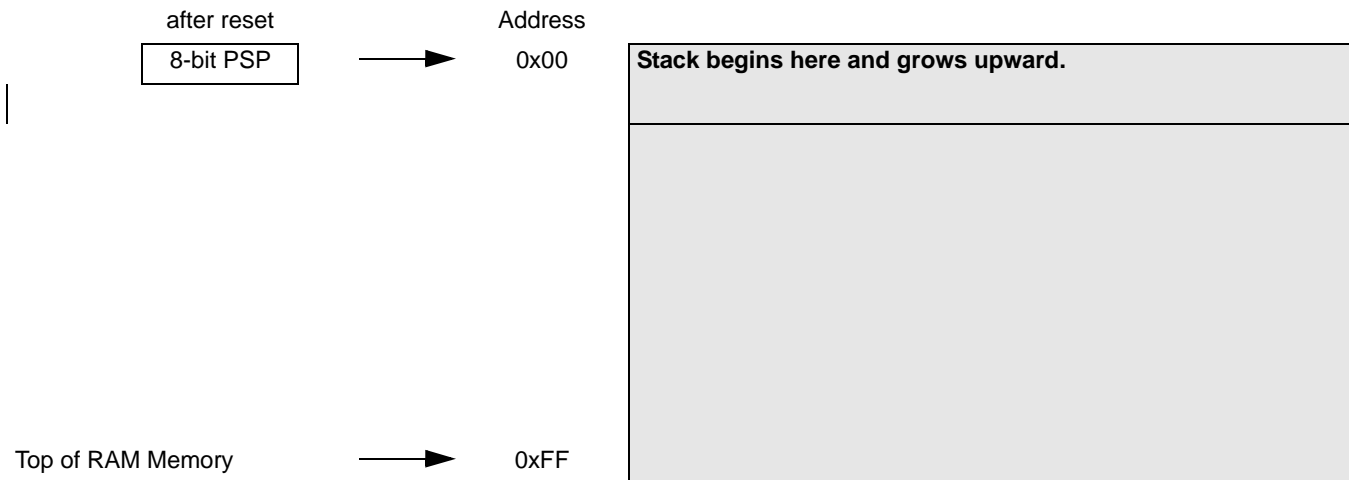 after reset Address
8-bit PSP 0x00 Stack begins here and grows upward.
Top of RAM Memory 0xFF